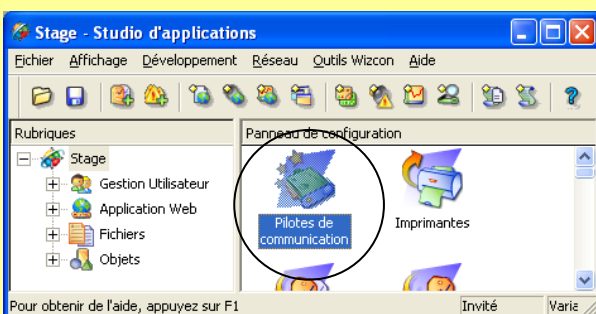 Stage - Studio d'applications
Fichier Affichage Développement Réseau Outils Wizcon Aide
Rubriques
Panneau de configuration
Stage
Gestion Utilisateur
Application Web
Fichiers
Objets
Pilotes de
communication
Imprimantes
Pour obtenir de l'aide, appuyez sur F1
Invité
Varie